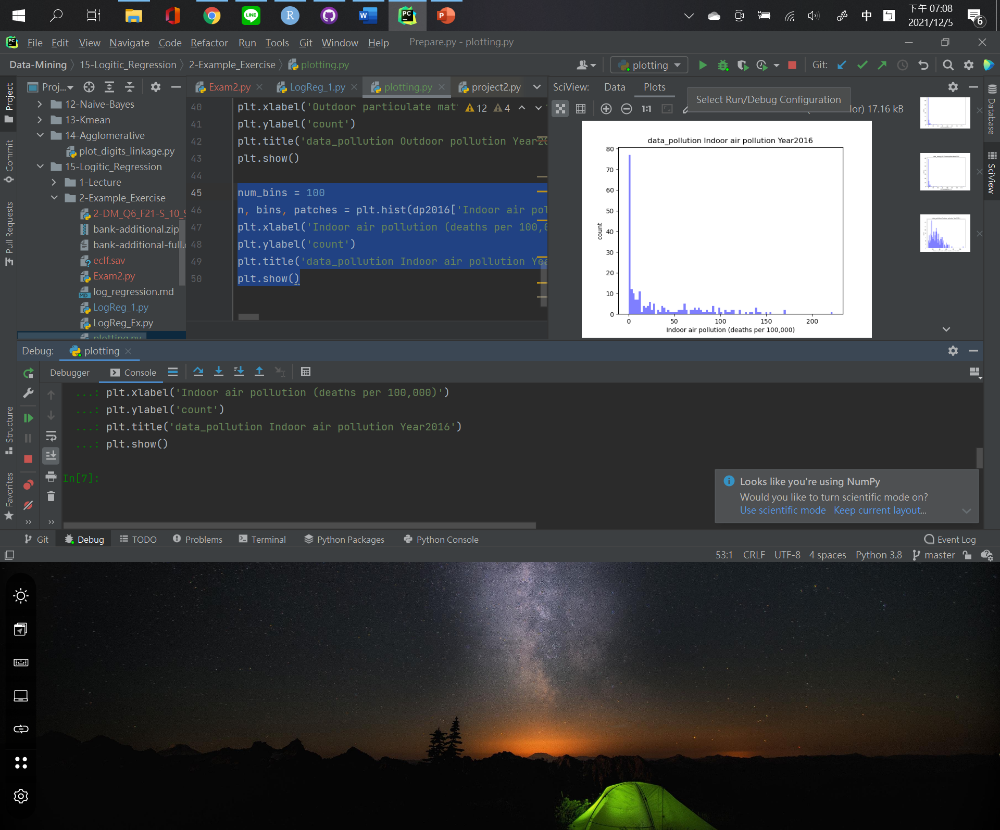 下午 07:08
2021/12/5
中
ㄅ
6
File Edit View Navigate Code Refactor Run Tools Git Window Help Prepare.py - plotting.py
Data-Mining 15-Logitic_Regression 2-Example_Exercise plotting.py
plotting
Git:
Project
Commit
Pull Requests
Structure
Favorites
Proj...
12-Naive-Bayes
13-Kmean
14-Agglomerative
plot_digits_linkage.py
15-Logitic_Regression
1-Lecture
2-Example_Exercise
2-DM_Q6_F21-S_10_S
bank-additional.zip
bank-additional-full.
eclf.sav
Exam2.py
log_regression.md
LogReg_1.py
LogReg_Ex.py
plotting.py
Exam2.py LogReg_1.py plotting.py project2.py
12 4
40 plt.xlabel('Outdoor particulate mat
41 plt.ylabel('count')
42 plt.title('data_pollution Outdoor pollution Year20
43 plt.show()
44
45 num_bins = 100
46 n, bins, patches = plt.hist(dp2016['Indoor air pol
47 plt.xlabel('Indoor air pollution (deaths per 100,0
48 plt.ylabel('count')
49 plt.title('data_pollution Indoor air pollution Yea
50 plt.show()
SciView: Data Plots
Select Run/Debug Configuration
1:1
lor) 17.16 kB
data_pollution Indoor air pollution Year2016
80
70
60
50
40
30
20
10
0
count
0 50 100 150 200
Indoor air pollution (deaths per 100,000)
Database
SciView
Debug: plotting
Debugger Console
...: plt.xlabel('Indoor air pollution (deaths per 100,000)')
...: plt.ylabel('count')
...: plt.title('data_pollution Indoor air pollution Year2016')
...: plt.show()
In[7]:
Looks like you're using NumPy
Would you like to turn scientific mode on?
Use scientific mode Keep current layout...
Git Debug TODO Problems Terminal Python Packages Python Console Event Log
53:1 CRLF UTF-8 4 spaces Python 3.8 master